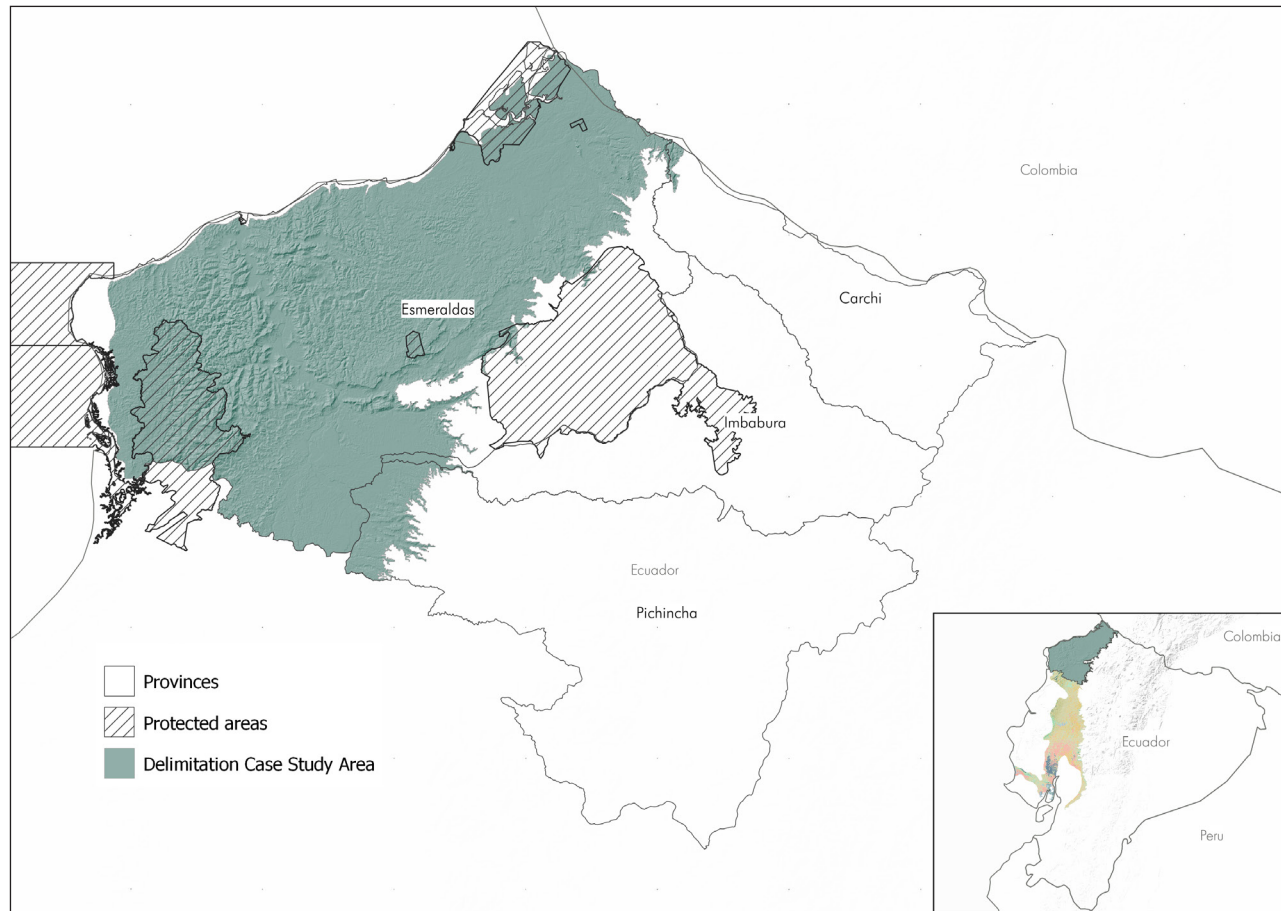 Colombia
Carchi
Esmeraldas
Imbabura
Ecuador
Pichincha
Provinces
Protected areas
Delimitation Case Study Area
Colombia
Ecuador
Peru